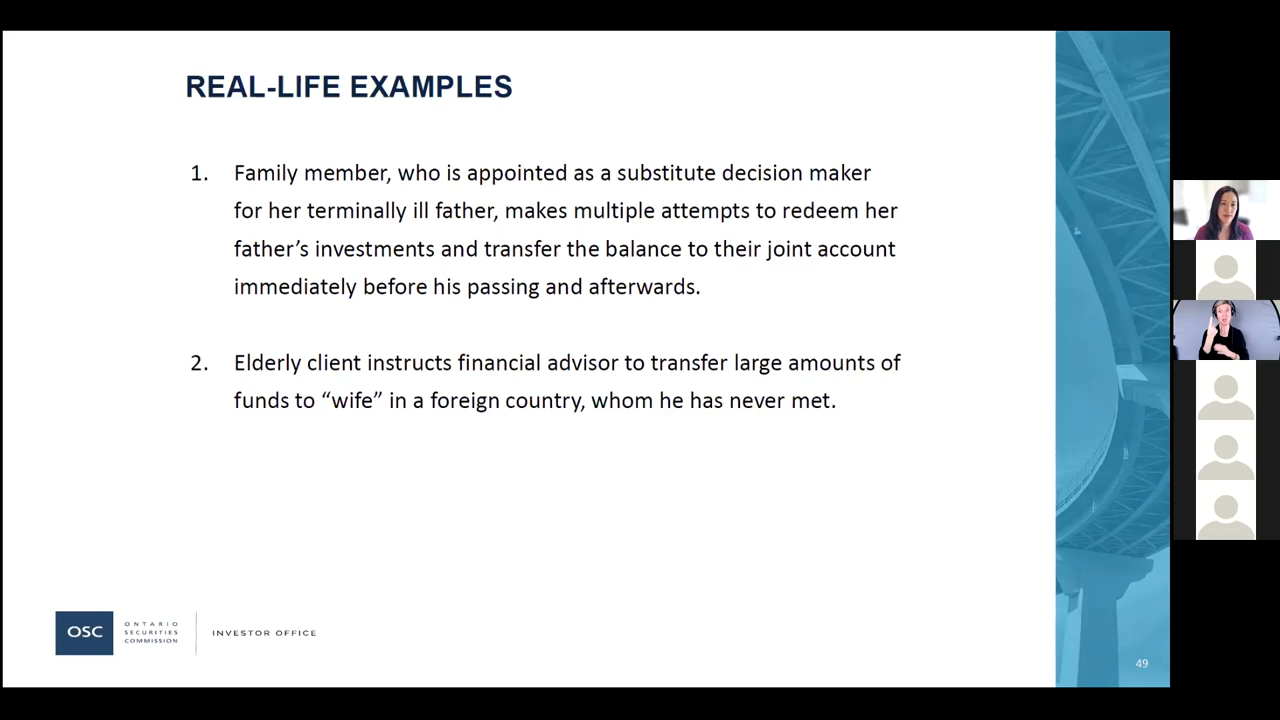 REAL-LIFE EXAMPLES
1. Family member, who is appointed as a substitute decision maker
for her terminally ill father, makes multiple attempts to redeem her
father’s investments and transfer the balance to their joint account
immediately before his passing and afterwards.
2. Elderly client instructs financial advisor to transfer large amounts of
funds to “wife” in a foreign country, whom he has never met.
OSC
ONTARIO
SECURITIES
COMMISSION
INVESTOR OFFICE
49